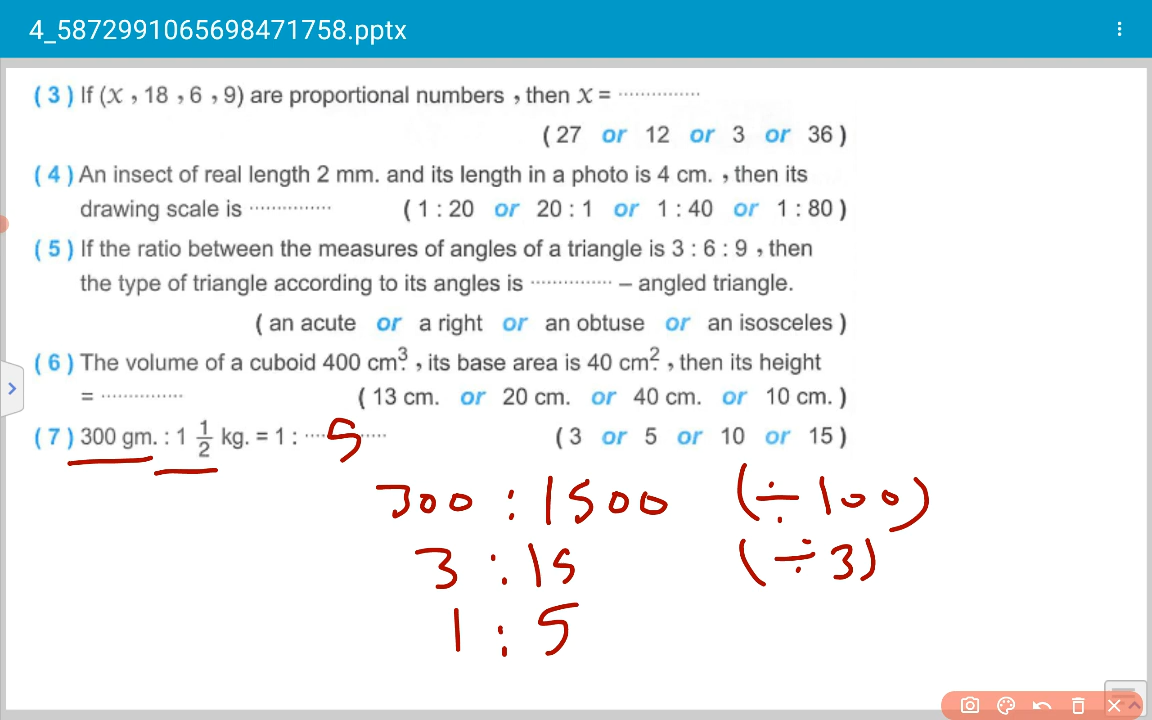 4_5872991065698471758.pptx
( 3 ) If (x , 18 , 6 , 9) are proportional numbers , then x = ···············
( 27 or 12 or 3 or 36 )
( 4 ) An insect of real length 2 mm. and its length in a photo is 4 cm. , then its
drawing scale is ··············· ( 1 : 20 or 20 : 1 or 1 : 40 or 1 : 80 )
( 5 ) If the ratio between the measures of angles of a triangle is 3 : 6 : 9 , then
the type of triangle according to its angles is ··············· – angled triangle.
( an acute or a right or an obtuse or an isosceles )
( 6 ) The volume of a cuboid 400 cm³. , its base area is 40 cm². , then its height
= ··············· ( 13 cm. or 20 cm. or 40 cm. or 10 cm. )
( 7 ) 300 gm. : 1 1/2 kg. = 1 : ···· 5 ···· ( 3 or 5 or 10 or 15 )
300 : 1500 (÷100)
3 : 15 (÷3)
1 : 5